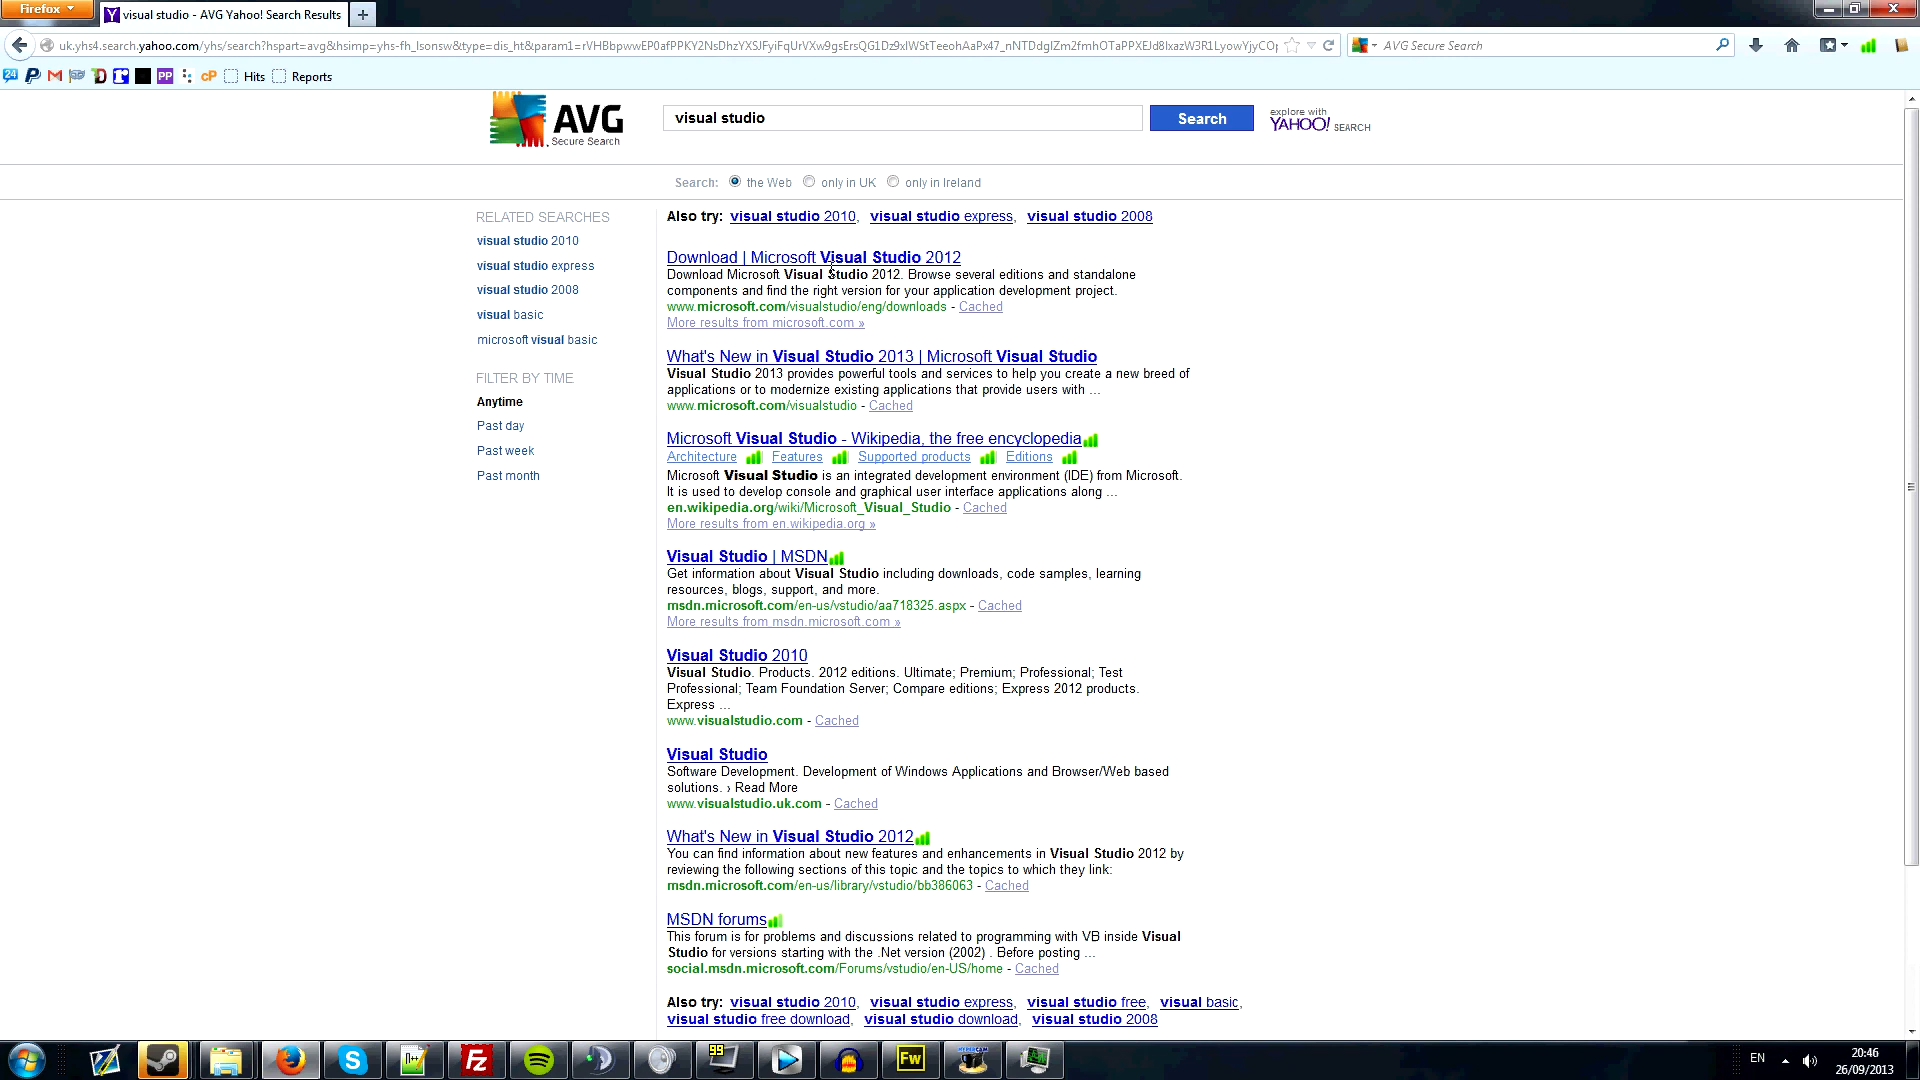 Firefox
visual studio - AVG Yahoo! Search Results
AVG Secure Search
24
PP
cP
Hits
Reports
AVG
Secure Search
visual studio
Search
explore with
YAHOO! SEARCH
Search: the Web only in UK only in Ireland
RELATED SEARCHES
visual studio 2010
visual studio express
visual studio 2008
visual basic
microsoft visual basic
FILTER BY TIME
Anytime
Past day
Past week
Past month
Also try: visual studio 2010, visual studio express, visual studio 2008
Download | Microsoft Visual Studio 2012
Download Microsoft Visual Studio 2012. Browse several editions and standalone
components and find the right version for your application development project.
www.microsoft.com/visualstudio/eng/downloads - Cached
More results from microsoft.com »
What's New in Visual Studio 2013 | Microsoft Visual Studio
Visual Studio 2013 provides powerful tools and services to help you create a new breed of
applications or to modernize existing applications that provide users with ...
www.microsoft.com/visualstudio - Cached
Microsoft Visual Studio - Wikipedia, the free encyclopedia
Architecture Features Supported products Editions
Microsoft Visual Studio is an integrated development environment (IDE) from Microsoft.
It is used to develop console and graphical user interface applications along ...
en.wikipedia.org/wiki/Microsoft_Visual_Studio - Cached
More results from en.wikipedia.org »
Visual Studio | MSDN
Get information about Visual Studio including downloads, code samples, learning
resources, blogs, support, and more.
msdn.microsoft.com/en-us/vstudio/aa718325.aspx - Cached
More results from msdn.microsoft.com »
Visual Studio 2010
Visual Studio. Products. 2012 editions. Ultimate; Premium; Professional; Test
Professional; Team Foundation Server; Compare editions; Express 2012 products.
Express ...
www.visualstudio.com - Cached
Visual Studio
Software Development. Development of Windows Applications and Browser/Web based
solutions. › Read More
www.visualstudio.uk.com - Cached
What's New in Visual Studio 2012
You can find information about new features and enhancements in Visual Studio 2012 by
reviewing the following sections of this topic and the topics to which they link:
msdn.microsoft.com/en-us/library/vstudio/bb386063 - Cached
MSDN forums
This forum is for problems and discussions related to programming with VB inside Visual
Studio for versions starting with the .Net version (2002) . Before posting ...
social.msdn.microsoft.com/Forums/vstudio/en-US/home - Cached
Also try: visual studio 2010, visual studio express, visual studio free, visual basic,
visual studio free download, visual studio download, visual studio 2008
Fz
99
Fw
EN
20:46
26/09/2013